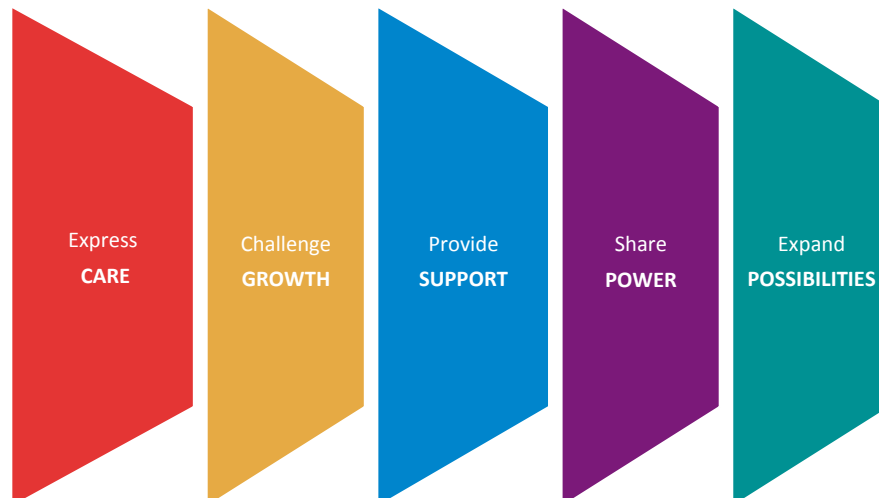 Express
CARE
Challenge
GROWTH
Provide
SUPPORT
Share
POWER
Expand
POSSIBILITIES